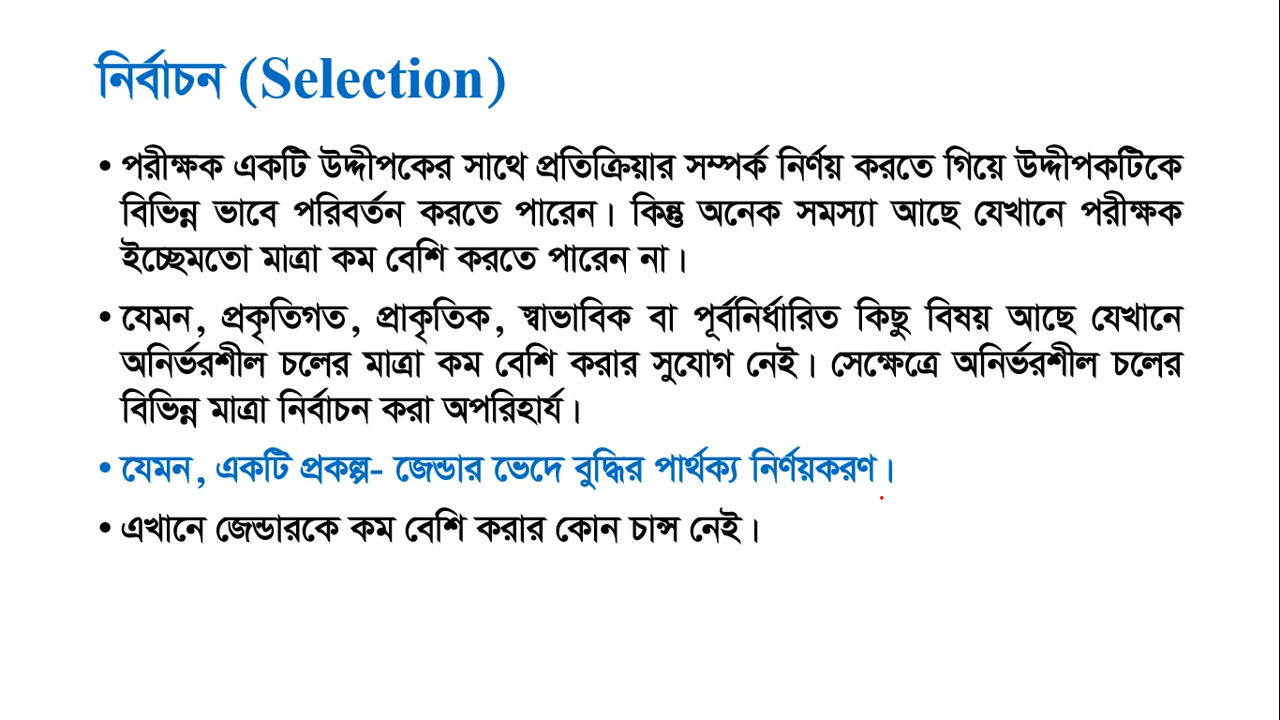 নির্বাচন (Selection)
• পরীক্ষক একটি উদ্দীপকের সাথে প্রতিক্রিয়ার সম্পর্ক নির্ণয় করতে গিয়ে উদ্দীপকটিকে
বিভিন্ন ভাবে পরিবর্তন করতে পারেন। কিন্তু অনেক সমস্যা আছে যেখানে পরীক্ষক
ইচ্ছেমতো মাত্রা কম বেশি করতে পারেন না।
• যেমন, প্রকৃতিগত, প্রাকৃতিক, স্বাভাবিক বা পূর্বনির্ধারিত কিছু বিষয় আছে যেখানে
অনির্ভরশীল চলের মাত্রা কম বেশি করার সুযোগ নেই। সেক্ষেত্রে অনির্ভরশীল চলের
বিভিন্ন মাত্রা নির্বাচন করা অপরিহার্য।
• যেমন, একটি প্রকল্প- জেন্ডার ভেদে বুদ্ধির পার্থক্য নির্ণয়করণ।
• এখানে জেন্ডারকে কম বেশি করার কোন চান্স নেই।